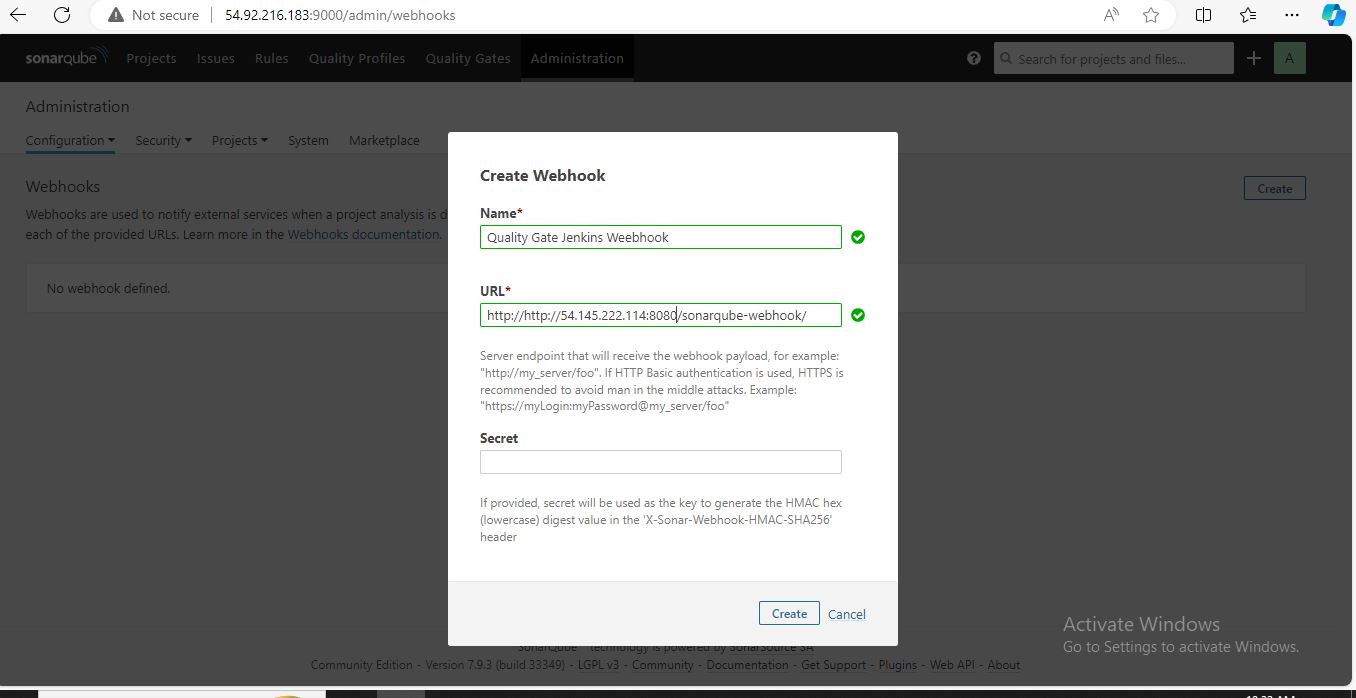 Not secure 54.92.216.183:9000/admin/webhooks
sonarqube Projects Issues Rules Quality Profiles Quality Gates Administration ? Search for projects and files... + A
Administration
Configuration Security Projects System Marketplace
Webhooks
Create
Webhooks are used to notify external services when a project analysis is d
each of the provided URLs. Learn more in the Webhooks documentation.
No webhook defined.
Create Webhook
Name*
Quality Gate Jenkins Weebhook
URL*
http://http://54.145.222.114:8080/sonarqube-webhook/
Server endpoint that will receive the webhook payload, for example:
"http://my_server/foo". If HTTP Basic authentication is used, HTTPS is
recommended to avoid man in the middle attacks. Example:
"https://myLogin:myPassword@my_server/foo"
Secret
If provided, secret will be used as the key to generate the HMAC hex
(lowercase) digest value in the 'X-Sonar-Webhook-HMAC-SHA256'
header
Create Cancel
Activate Windows
Go to Settings to activate Windows.
SonarQube™ technology is powered by SonarSource SA
Community Edition - Version 7.9.3 (build 33349) - LGPL v3 - Community - Documentation - Get Support - Plugins - Web API - About